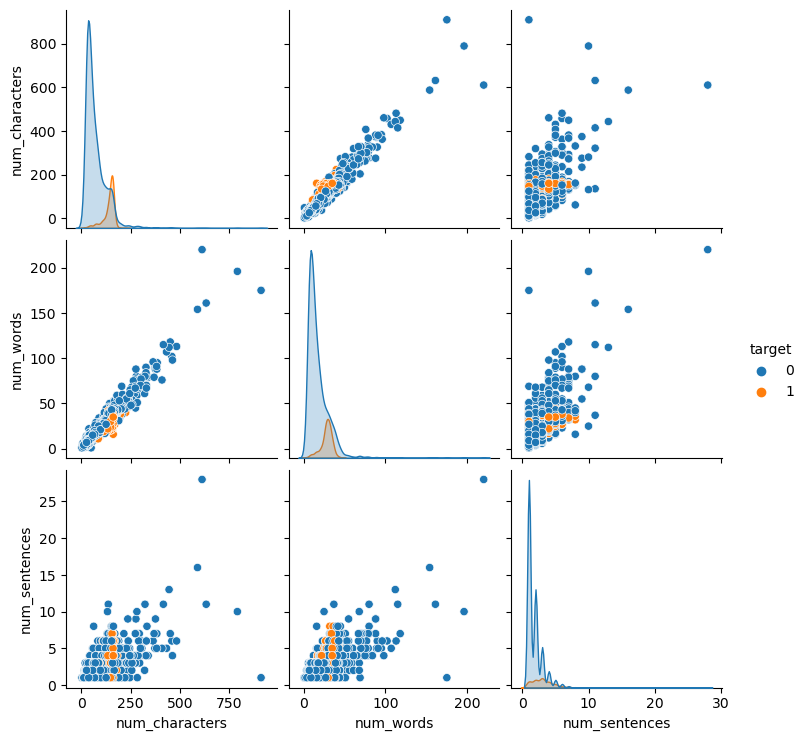 num_characters
800
600
400
200
0
num_words
200
150
100
50
0
target
0
1
num_sentences
25
20
15
10
5
0
0 250 500 750
0 100 200
0 10 20 30
num_characters num_words num_sentences